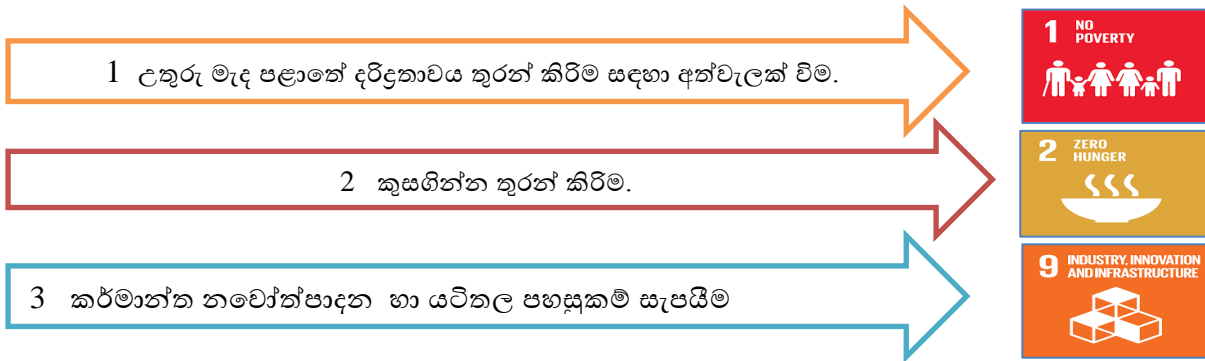 1 NO
POVERTY
1 උතුරු මැද පළාතේ දරිද්‍රතාවය තුරන් කිරිම සඳහා අත්වැලක් විම.
2 ZERO
HUNGER
2 කුසගින්න තුරන් කිරිම.
9 INDUSTRY, INNOVATION
AND INFRASTRUCTURE
3 කර්මාන්ත නවෝත්පාදන හා යටිතල පහසුකම් සැපයීම